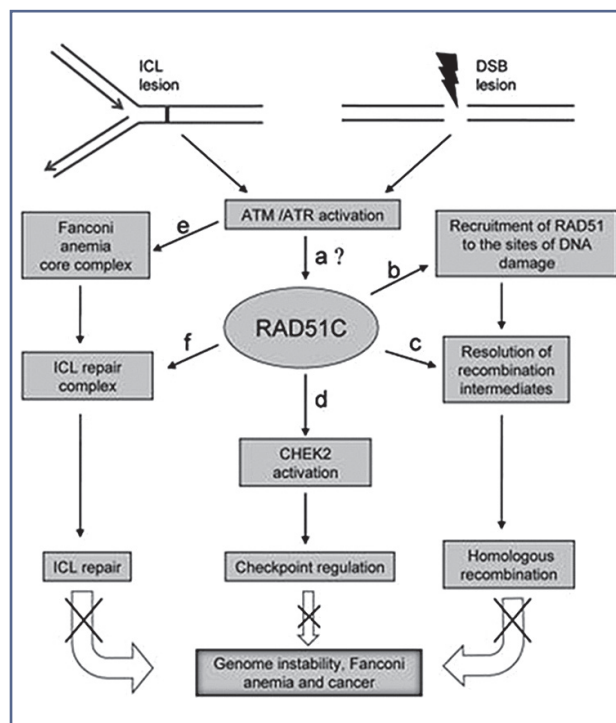 ICL
lesion
DSB
lesion
ATM /ATR activation
Fanconi
anemia
core complex
e
a ?
b
Recruitment of RAD51
to the sites of DNA
damage
RAD51C
f
c
ICL repair
complex
d
Resolution of
recombination
intermediates
CHEK2
activation
ICL repair
Checkpoint regulation
Homologous
recombination
Genome instability, Fanconi
anemia and cancer